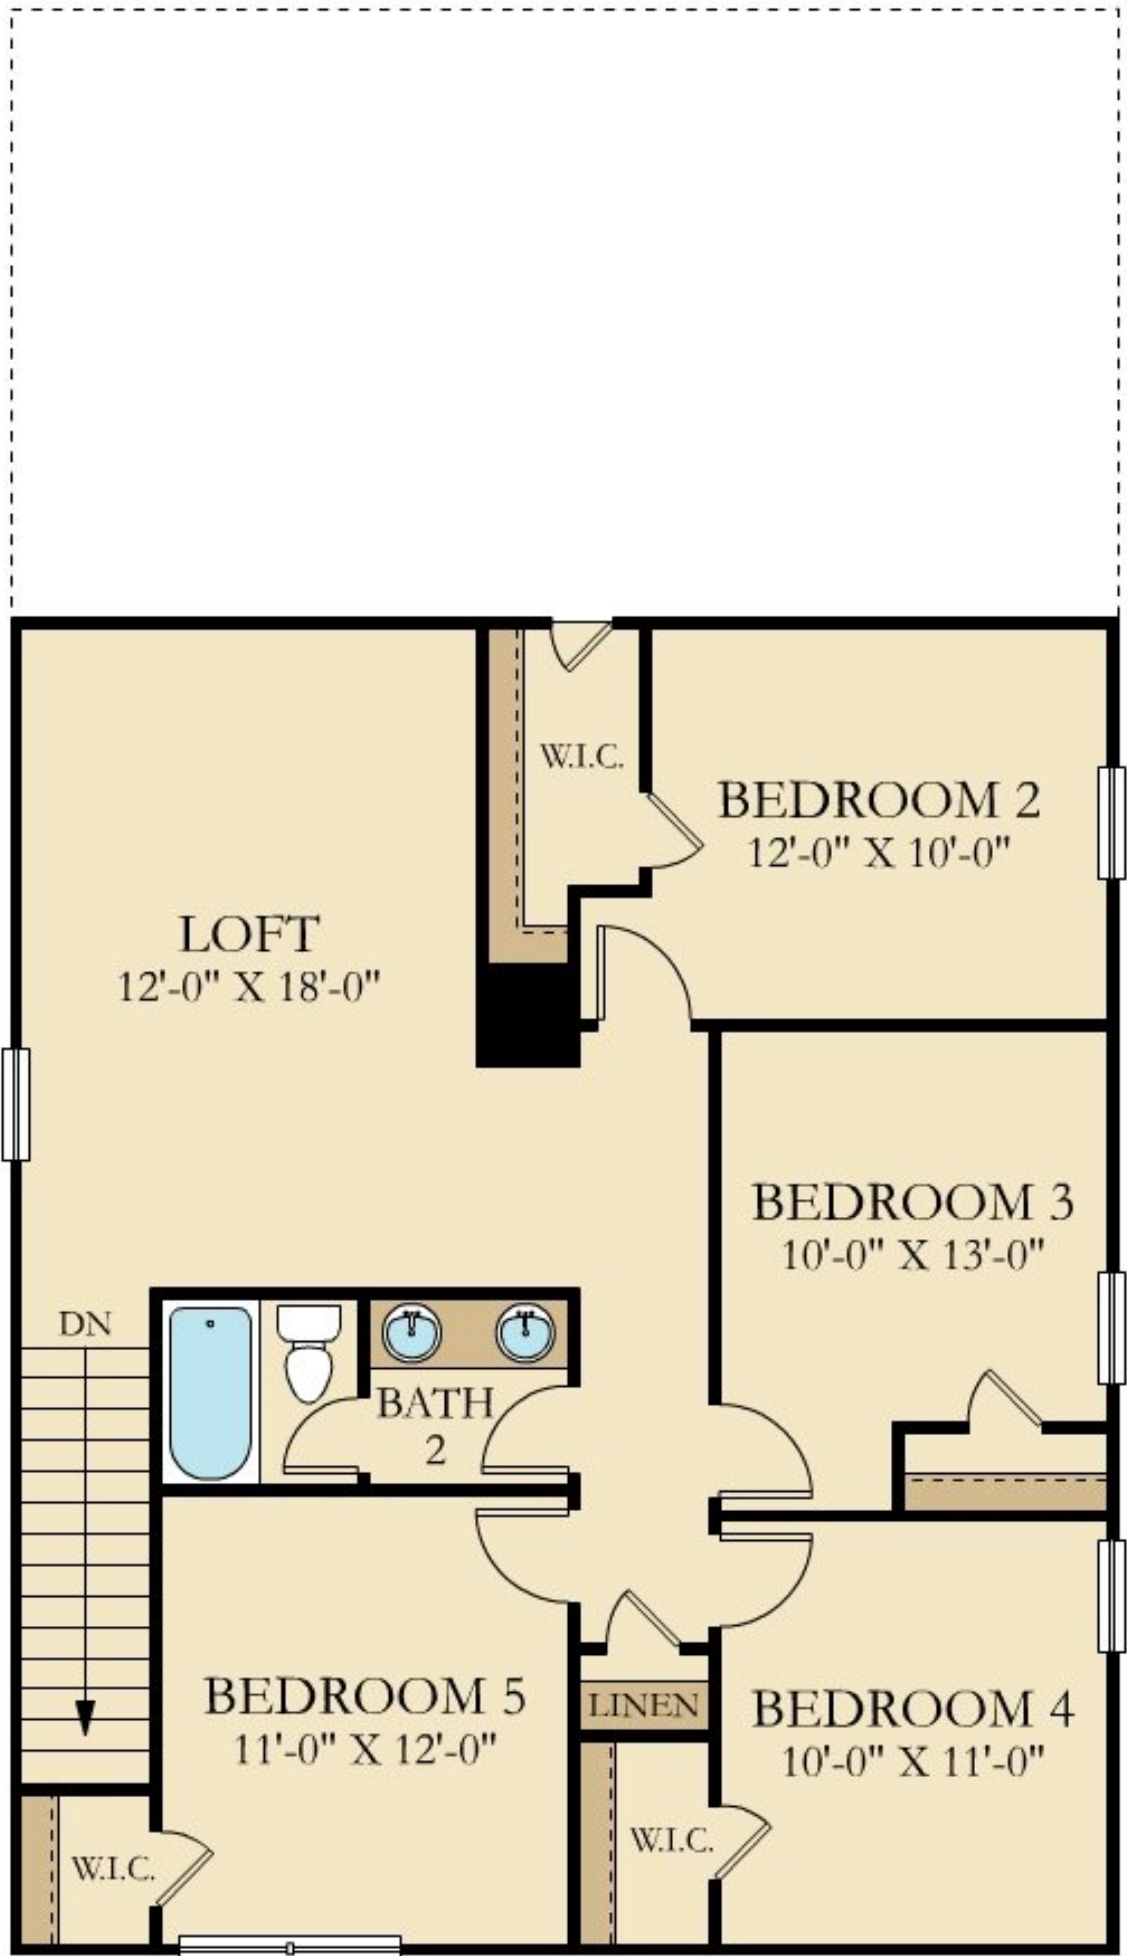 W.I.C.
BEDROOM 2
12'-0" X 10'-0"
LOFT
12'-0" X 18'-0"
BEDROOM 3
10'-0" X 13'-0"
DN
BATH
2
BEDROOM 5
11'-0" X 12'-0"
LINEN
BEDROOM 4
10'-0" X 11'-0"
W.I.C.
W.I.C.